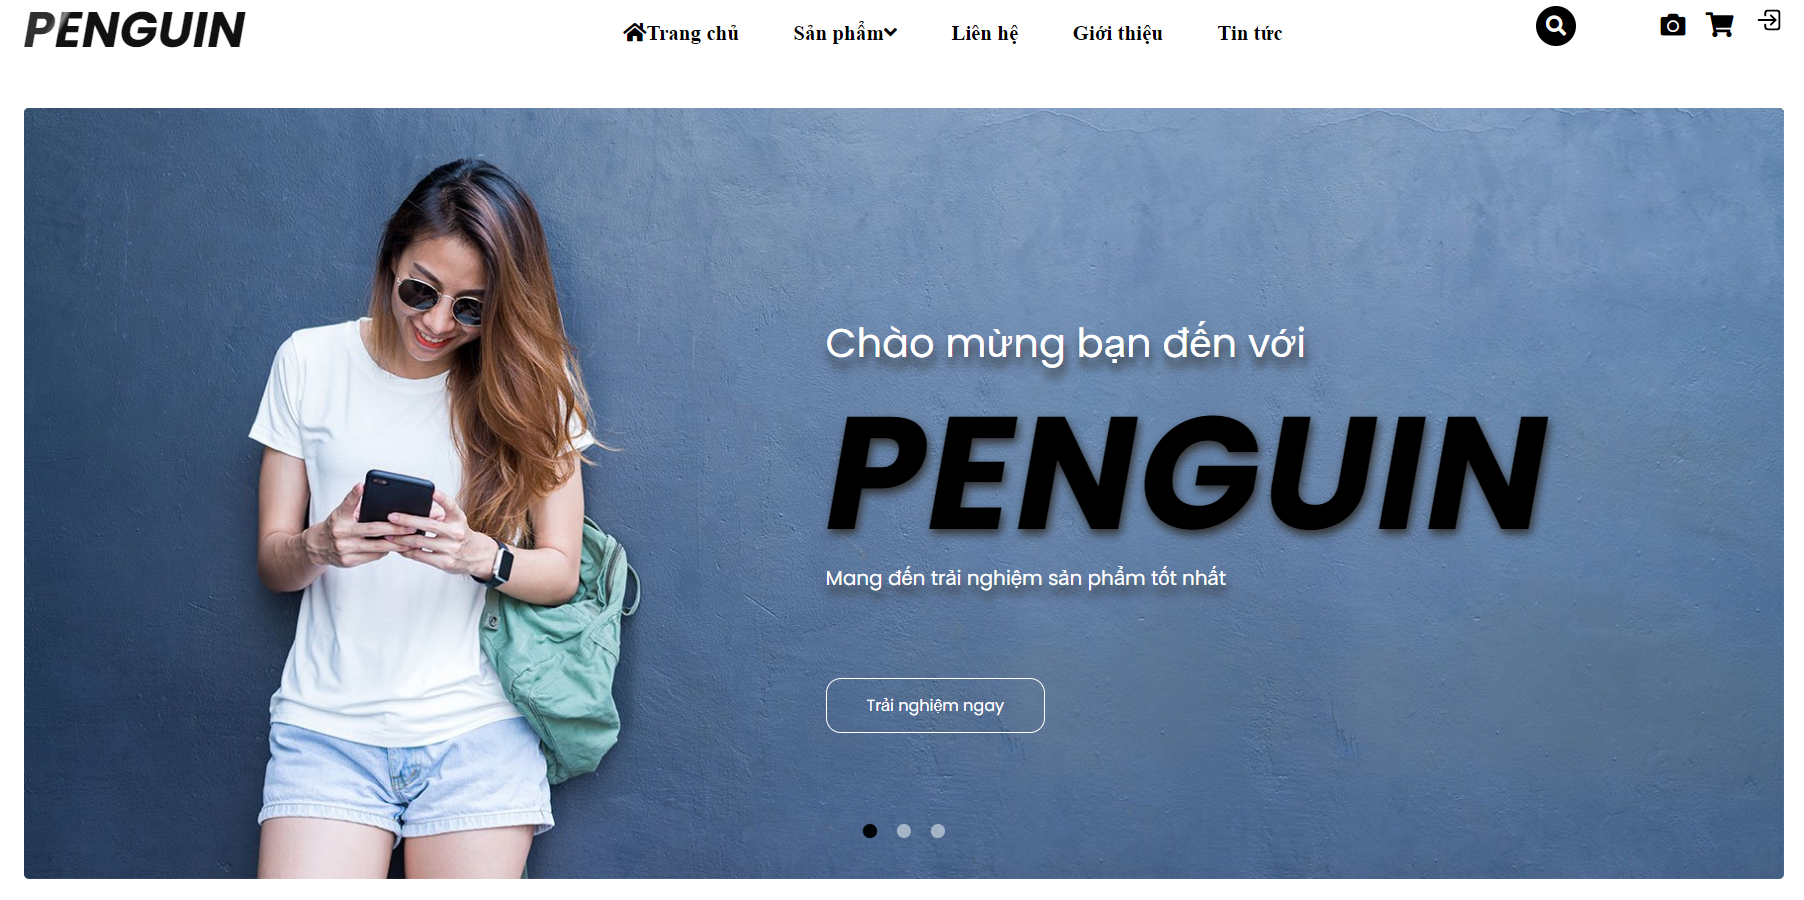 PENGUIN
Trang chủ Sản phẩm Liên hệ Giới thiệu Tin tức
Chào mừng bạn đến với
PENGUIN
Mang đến trải nghiệm sản phẩm tốt nhất
Trải nghiệm ngay